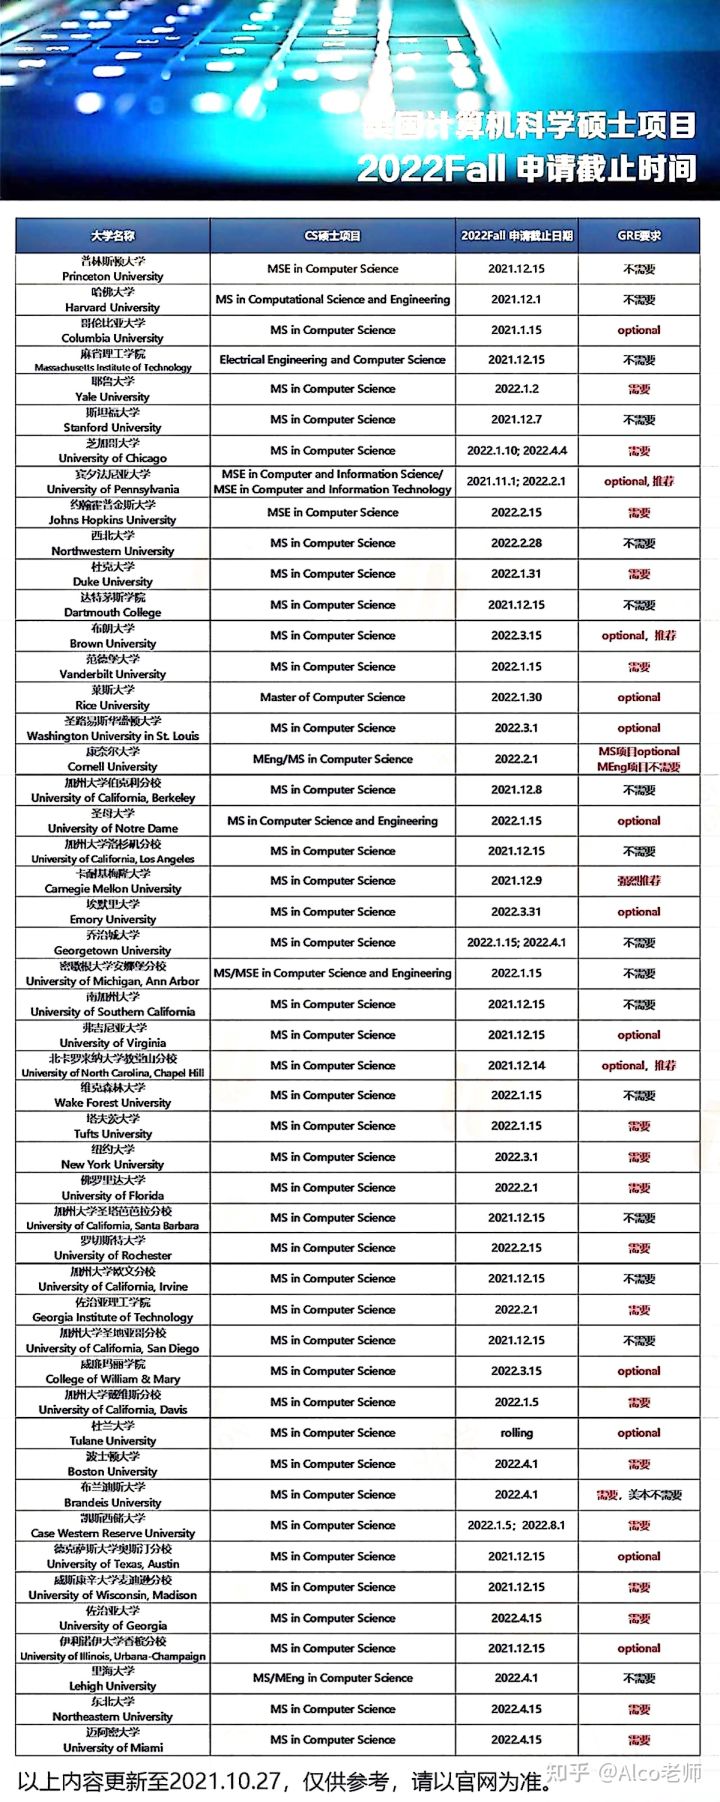 美国计算机科学硕士项目
2022Fall 申请截止时间
大学名称 CS硕士项目 2022Fall 申请截止日期 GRE要求
普林斯顿大学
Princeton University MSE in Computer Science 2021.12.15 不需要
哈佛大学
Harvard University MS in Computational Science and Engineering 2021.12.1 不需要
哥伦比亚大学
Columbia University MS in Computer Science 2021.1.15 optional
麻省理工学院
Massachusetts Institute of Technology Electrical Engineering and Computer Science 2021.12.15 不需要
耶鲁大学
Yale University MS in Computer Science 2022.1.2 需要
斯坦福大学
Stanford University MS in Computer Science 2021.12.7 不需要
芝加哥大学
University of Chicago MS in Computer Science 2022.1.10; 2022.4.4 需要
宾夕法尼亚大学 MSE in Computer and Information Science/
University of Pennsylvania MSE in Computer and Information Technology 2021.11.1; 2022.2.1 optional, 推荐
约翰霍普金斯大学
Johns Hopkins University MSE in Computer Science 2022.2.15 需要
西北大学
Northwestern University MS in Computer Science 2022.2.28 不需要
杜克大学
Duke University MS in Computer Science 2022.1.31 需要
达特茅斯学院
Dartmouth College MS in Computer Science 2021.12.15 不需要
布朗大学
Brown University MS in Computer Science 2022.3.15 optional，推荐
范德堡大学
Vanderbilt University MS in Computer Science 2022.1.15 需要
莱斯大学
Rice University Master of Computer Science 2022.1.30 optional
圣路易斯华盛顿大学
Washington University in St. Louis MS in Computer Science 2022.3.1 optional
康奈尔大学 MS项目optional
Cornell University MEng/MS in Computer Science 2022.2.1 MEng项目不需要
加州大学伯克利分校
University of California, Berkeley MS in Computer Science 2021.12.8 不需要
圣母大学
University of Notre Dame MS in Computer Science and Engineering 2022.1.15 optional
加州大学洛杉矶分校
University of California, Los Angeles MS in Computer Science 2021.12.15 不需要
卡耐基梅隆大学
Carnegie Mellon University MS in Computer Science 2021.12.9 强烈推荐
埃默里大学
Emory University MS in Computer Science 2022.3.31 optional
乔治城大学
Georgetown University MS in Computer Science 2022.1.15; 2022.4.1 不需要
密歇根大学安娜堡分校
University of Michigan, Ann Arbor MS/MSE in Computer Science and Engineering 2022.1.15 不需要
南加州大学
University of Southern California MS in Computer Science 2021.12.15 不需要
弗吉尼亚大学
University of Virginia MS in Computer Science 2021.12.15 optional
北卡罗来纳大学教堂山分校
University of North Carolina, Chapel Hill MS in Computer Science 2021.12.14 optional，推荐
维克森林大学
Wake Forest University MS in Computer Science 2022.1.15 不需要
塔夫茨大学
Tufts University MS in Computer Science 2022.1.15 需要
纽约大学
New York University MS in Computer Science 2022.3.1 需要
佛罗里达大学
University of Florida MS in Computer Science 2022.2.1 需要
加州大学圣塔芭芭拉分校
University of California, Santa Barbara MS in Computer Science 2021.12.15 不需要
罗切斯特大学
University of Rochester MS in Computer Science 2022.2.15 需要
加州大学欧文分校
University of California, Irvine MS in Computer Science 2021.12.15 不需要
佐治亚理工学院
Georgia Institute of Technology MS in Computer Science 2022.2.1 需要
加州大学圣地亚哥分校
University of California, San Diego MS in Computer Science 2021.12.15 不需要
威廉玛丽学院
College of William & Mary MS in Computer Science 2022.3.15 optional
加州大学戴维斯分校
University of California, Davis MS in Computer Science 2022.1.5 需要
杜兰大学
Tulane University MS in Computer Science rolling optional
波士顿大学
Boston University MS in Computer Science 2022.4.1 需要
布兰迪斯大学
Brandeis University MS in Computer Science 2022.4.1 需要，美本不需要
凯斯西储大学
Case Western Reserve University MS in Computer Science 2022.1.5；2022.8.1 需要
德克萨斯大学奥斯汀分校
University of Texas, Austin MS in Computer Science 2021.12.15 optional
威斯康辛大学麦迪逊分校
University of Wisconsin, Madison MS in Computer Science 2021.12.15 需要
佐治亚大学
University of Georgia MS in Computer Science 2022.4.15 需要
伊利诺伊大学香槟分校
University of Illinois, Urbana-Champaign MS in Computer Science 2021.12.15 optional
里海大学
Lehigh University MS/MEng in Computer Science 2022.4.1 不需要
东北大学
Northeastern University MS in Computer Science 2022.4.15 需要
迈阿密大学
University of Miami MS in Computer Science 2022.4.15 需要
以上内容更新至2021.10.27，仅供参考，请以官网为准。
知乎 @Alco老师